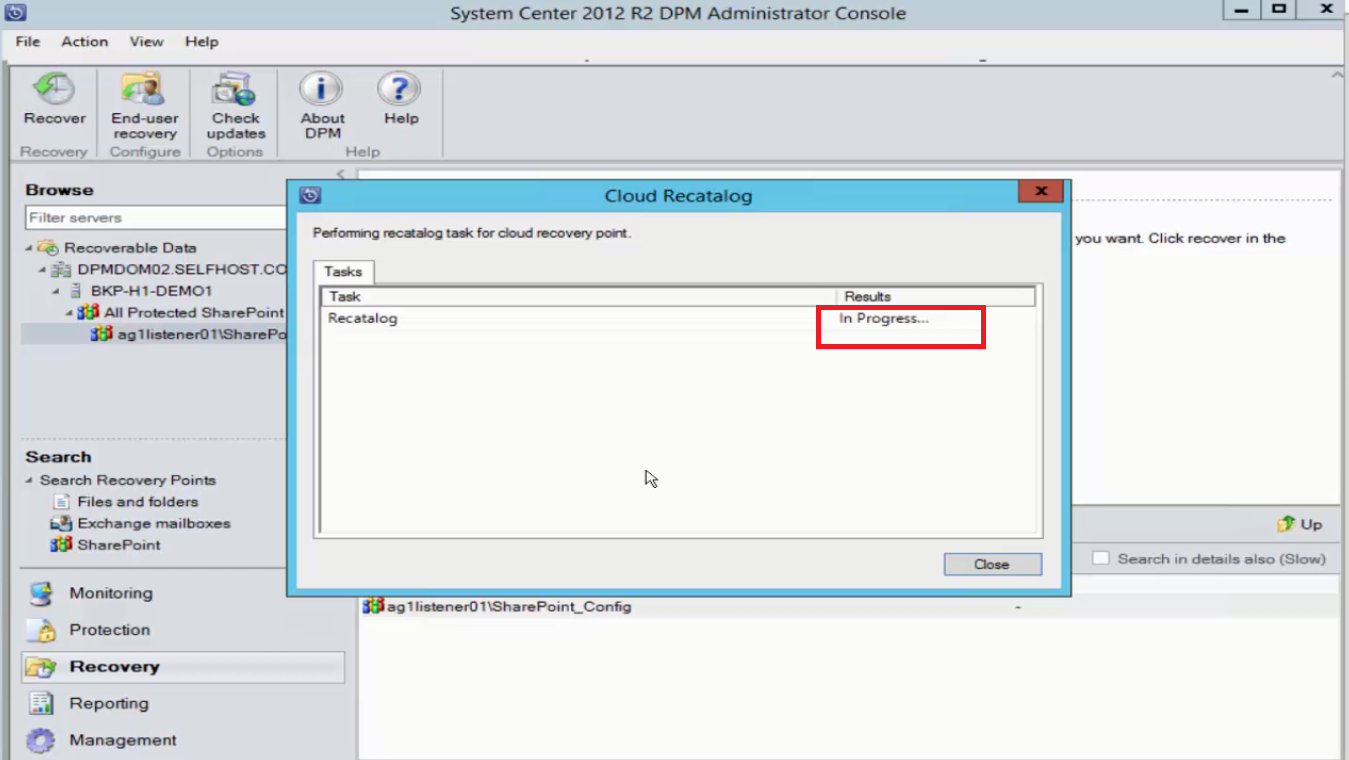 System Center 2012 R2 DPM Administrator Console
File Action View Help
Recover
End-user recovery
Check updates
About DPM
Help
Recovery
Configure
Options
Help
Browse
Filter servers
Recoverable Data
DPMDOM02.SELFHOST.CO
BKP-H1-DEMO1
All Protected SharePoint
ag1listener01\SharePo
Search
Search Recovery Points
Files and folders
Exchange mailboxes
SharePoint
Monitoring
Protection
Recovery
Reporting
Management
Cloud Recatalog
Performing recatalog task for cloud recovery point.
Tasks
Task Results
Recatalog In Progress...
Close
you want. Click recover in the
Up
Search in details also (Slow)
ag1listener01\SharePoint_Config -